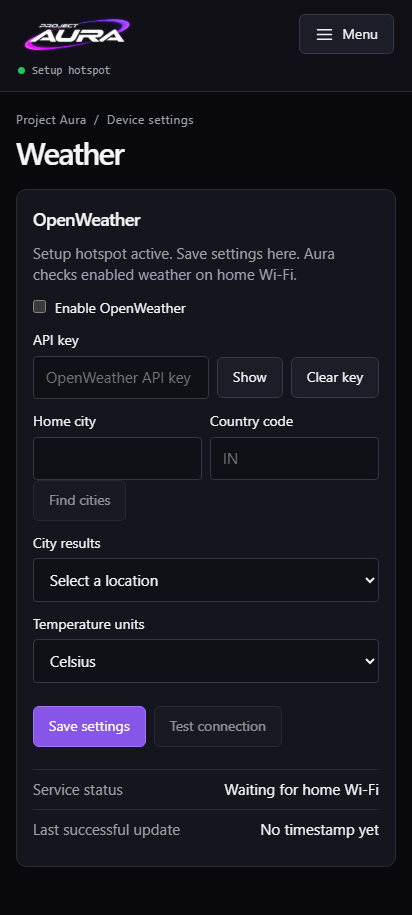 PROJECT
AURA
Menu
Setup hotspot
Project Aura / Device settings
Weather
OpenWeather
Setup hotspot active. Save settings here. Aura
checks enabled weather on home Wi-Fi.
Enable OpenWeather
API key
OpenWeather API key
Show
Clear key
Home city
Country code
IN
Find cities
City results
Select a location
Temperature units
Celsius
Save settings
Test connection
Service status
Waiting for home Wi-Fi
Last successful update
No timestamp yet